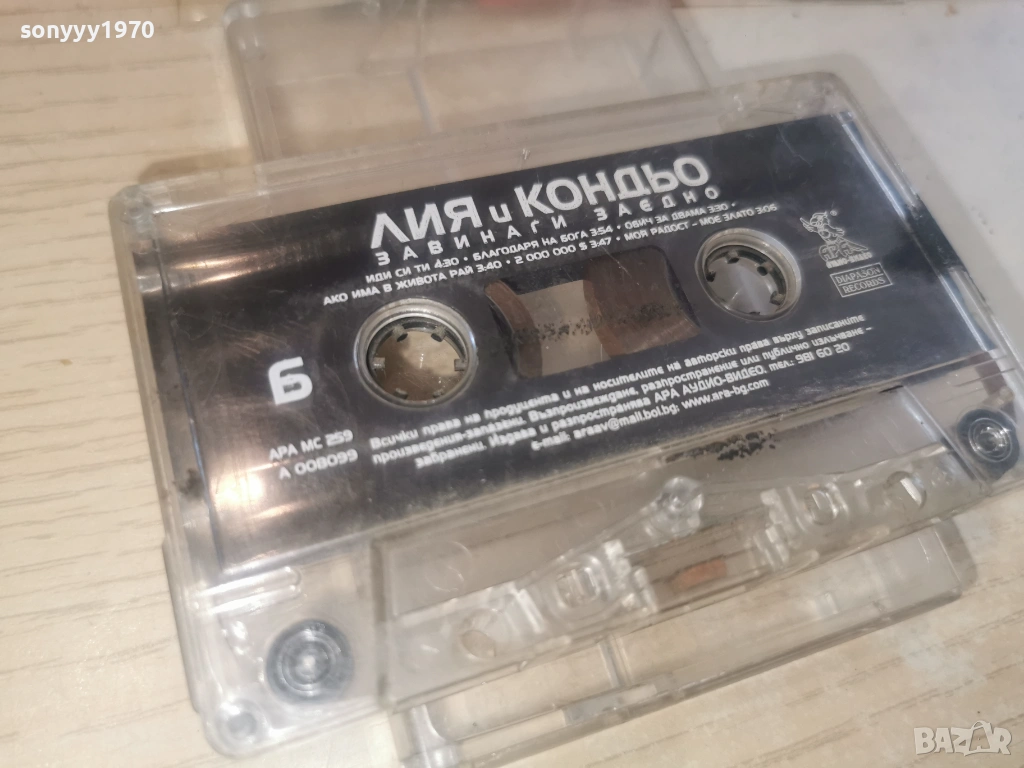 sonyyy1970
ЛИЯ и КОНДЬО
ЗАВИНАГИ ЗАЕДНО
ИДИ СИ ТИ 4:30 • БЛАГОДАРЯ НА БОГА 3:54 • ОБИЧ ЗА ДВАМА 3:30 •
АКО ИМА В ЖИВОТА РАЙ 3:40 • 2 000 000 $ 3:47 • МОЯ РАДОСТ – МОЕ ЗЛАТО 3:06
DIAPASON
RECORDS
Б
АРА МС 259
А 008099
Всички права на продуцента и на носителите на авторски права върху записаните
произведения-запазени. Възпроизвеждане, разпространение или публично излъчване –
забранени. Издава и разпространява АРА АУДИО-ВИДЕО, тел.: 981 60 20
e-mail: araav@mail.bol.bg; www.ara-bg.com
BAZAR